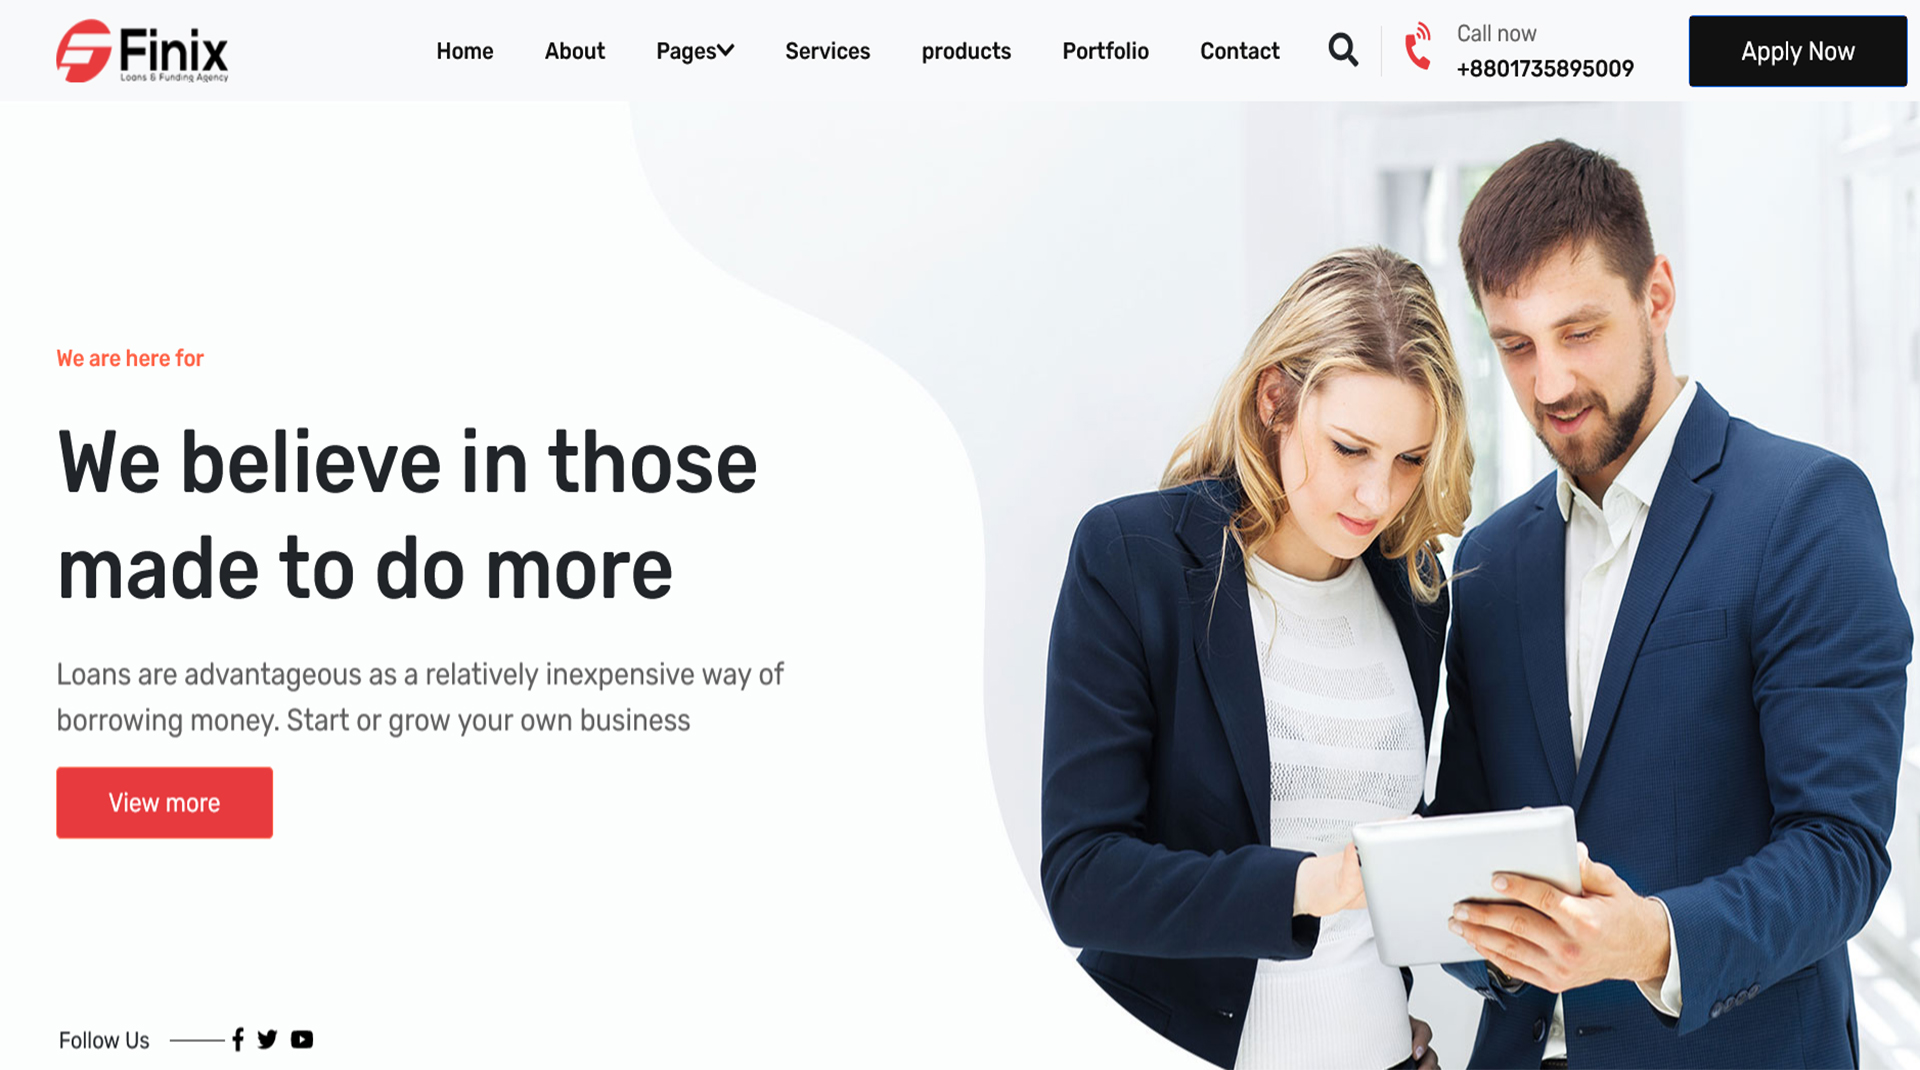 Finix
Loans & Funding Agency
Home
About
Pages
Services
products
Portfolio
Contact
Call now
+8801735895009
Apply Now
We are here for
We believe in those
made to do more
Loans are advantageous as a relatively inexpensive way of
borrowing money. Start or grow your own business
View more
Follow Us